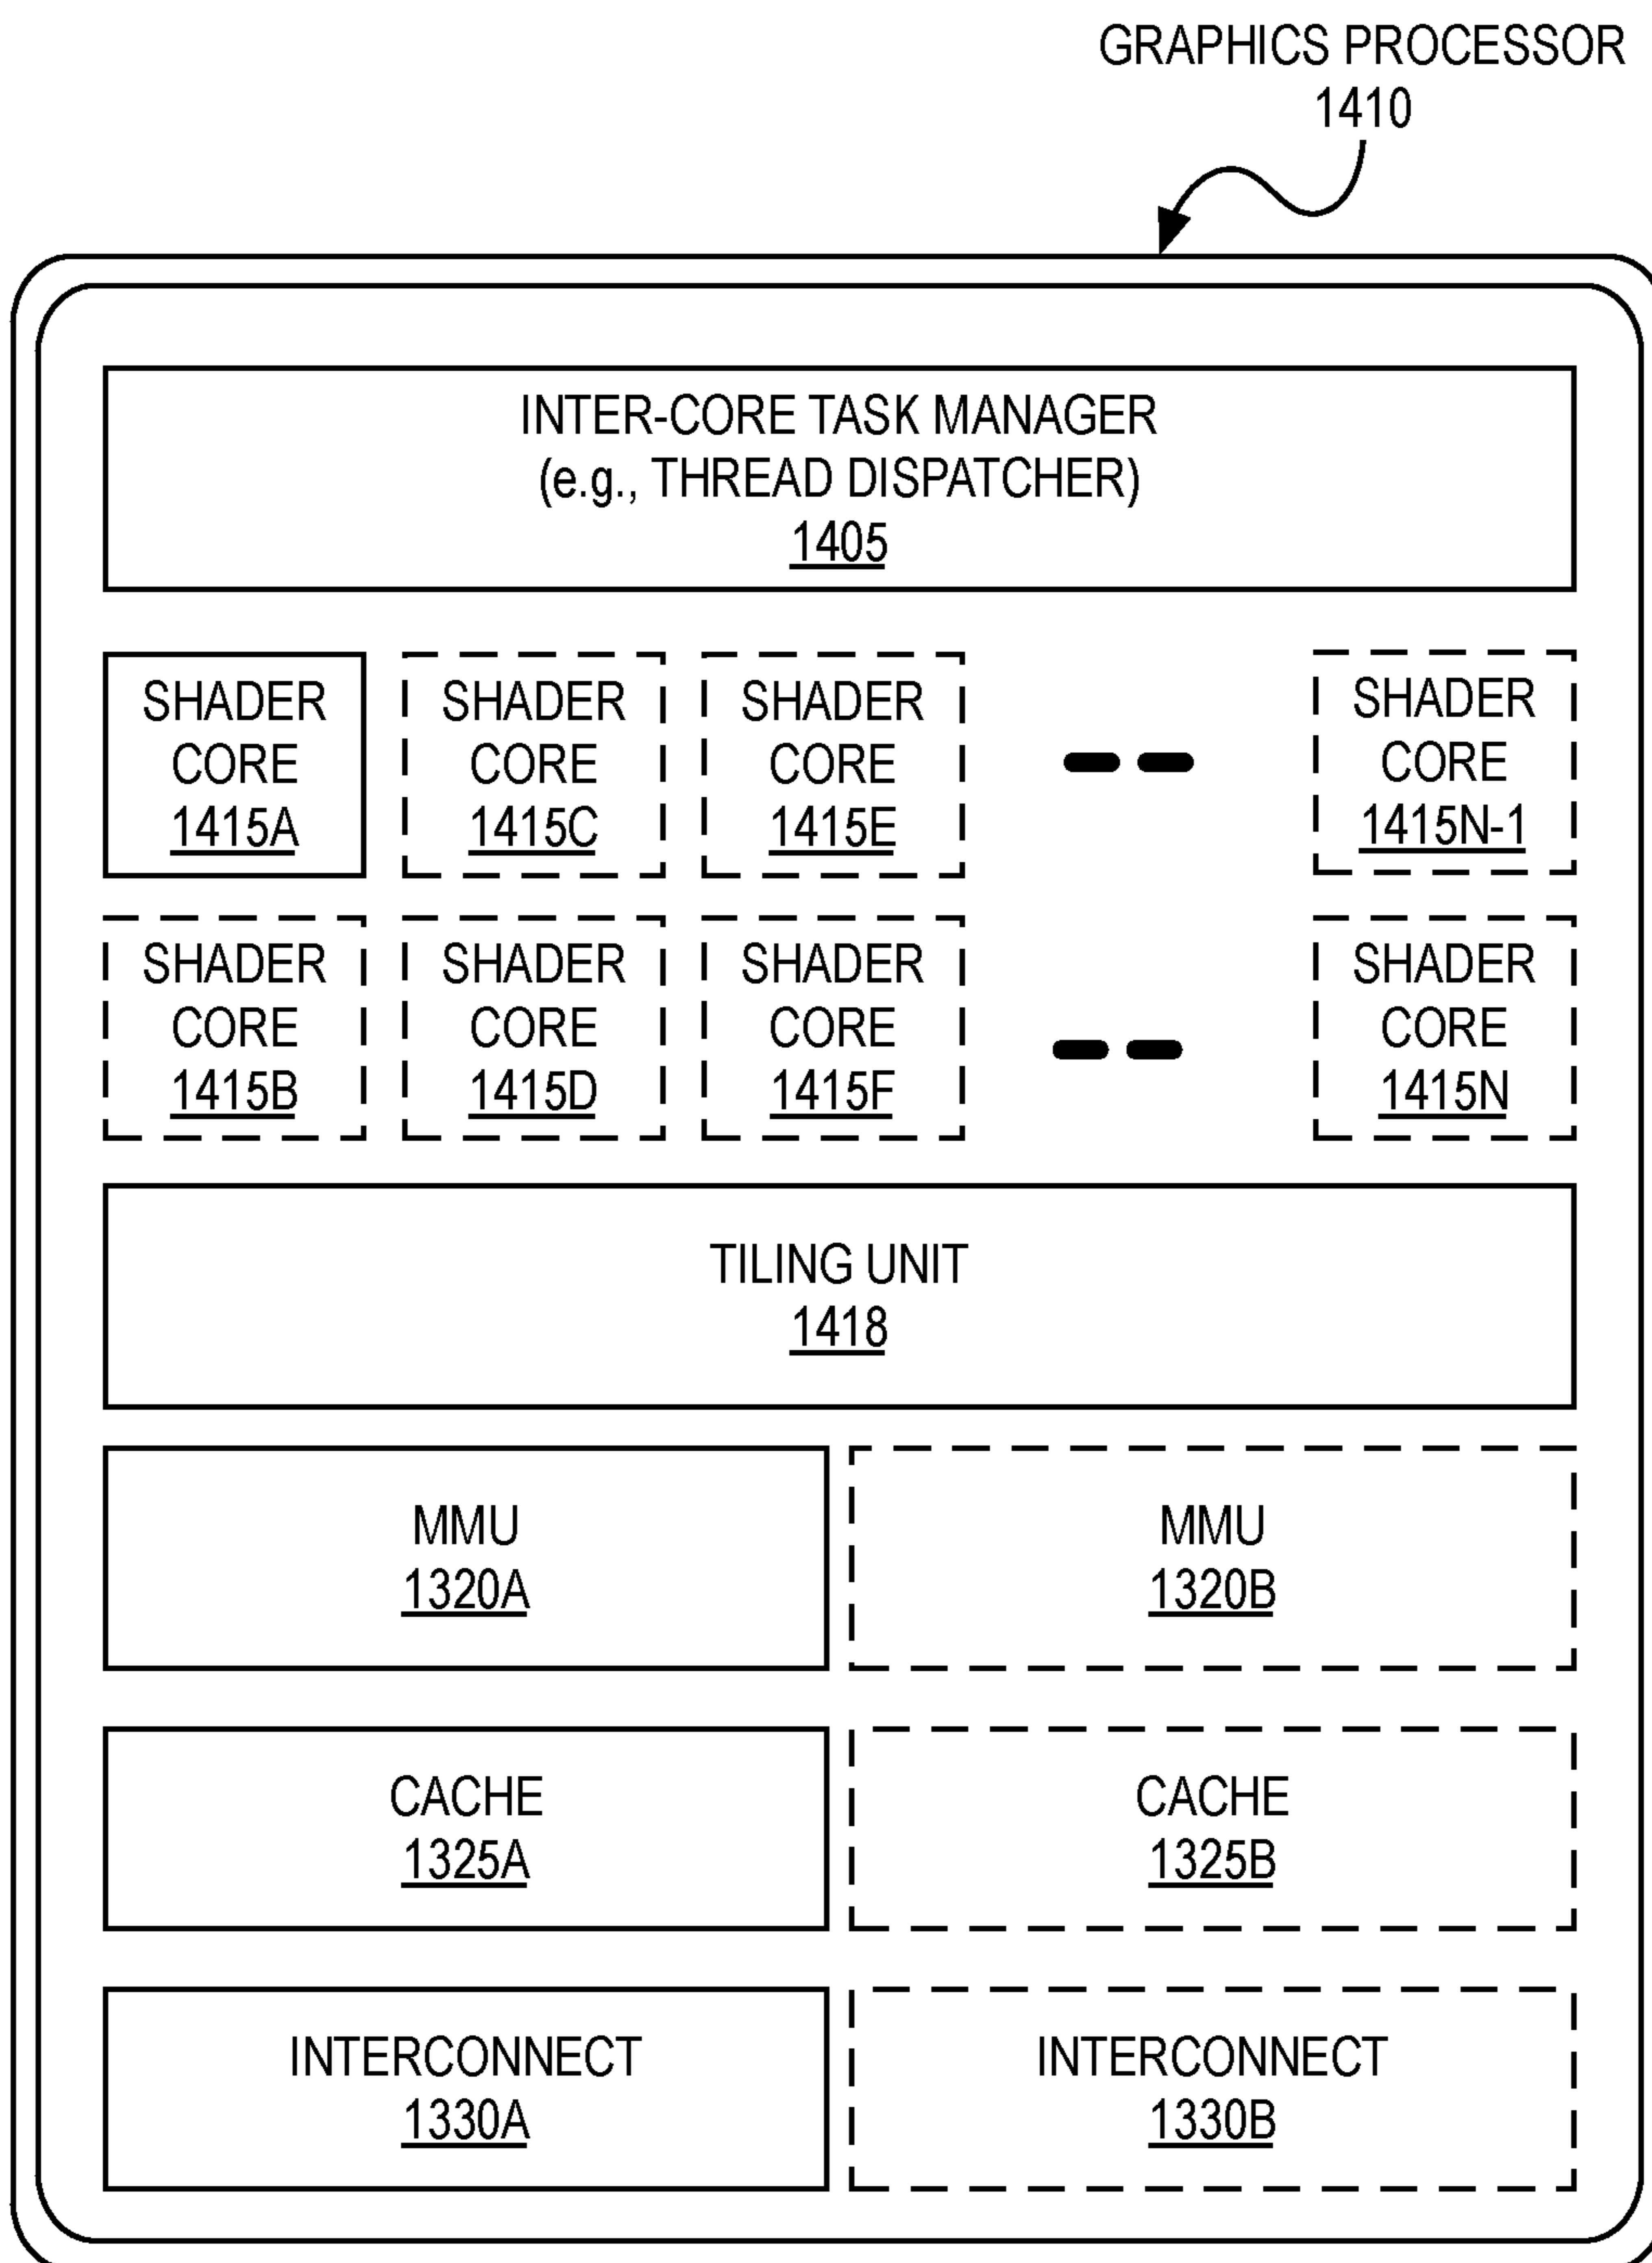 GRAPHICS PROCESSOR
1410
INTER-CORE TASK MANAGER
(e.g., THREAD DISPATCHER)
1405
SHADER
CORE
1415A
SHADER
CORE
1415C
SHADER
CORE
1415E
SHADER
CORE
1415N-1
SHADER
CORE
1415B
SHADER
CORE
1415D
SHADER
CORE
1415F
SHADER
CORE
1415N
TILING UNIT
1418
MMU
1320A
MMU
1320B
CACHE
1325A
CACHE
1325B
INTERCONNECT
1330A
INTERCONNECT
1330B